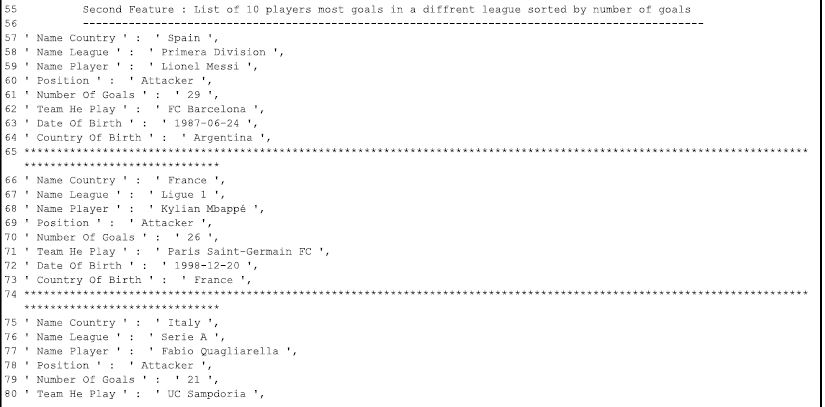 55 Second Feature : List of 10 players most goals in a diffrent league sorted by number of goals
56 -----------------------------------------------------------------------------------------------
57 ' Name Country ' : ' Spain ',
58 ' Name League ' : ' Primera Division ',
59 ' Name Player ' : ' Lionel Messi ',
60 ' Position ' : ' Attacker ',
61 ' Number Of Goals ' : ' 29 ',
62 ' Team He Play ' : ' FC Barcelona ',
63 ' Date Of Birth ' : ' 1987-06-24 ',
64 ' Country Of Birth ' : ' Argentina ',
65 ************************************************************************************************************************
******************************
66 ' Name Country ' : ' France ',
67 ' Name League ' : ' Ligue 1 ',
68 ' Name Player ' : ' Kylian Mbappé ',
69 ' Position ' : ' Attacker ',
70 ' Number Of Goals ' : ' 26 ',
71 ' Team He Play ' : ' Paris Saint-Germain FC ',
72 ' Date Of Birth ' : ' 1998-12-20 ',
73 ' Country Of Birth ' : ' France ',
74 ************************************************************************************************************************
******************************
75 ' Name Country ' : ' Italy ',
76 ' Name League ' : ' Serie A ',
77 ' Name Player ' : ' Fabio Quagliarella ',
78 ' Position ' : ' Attacker ',
79 ' Number Of Goals ' : ' 21 ',
80 ' Team He Play ' : ' UC Sampdoria ',